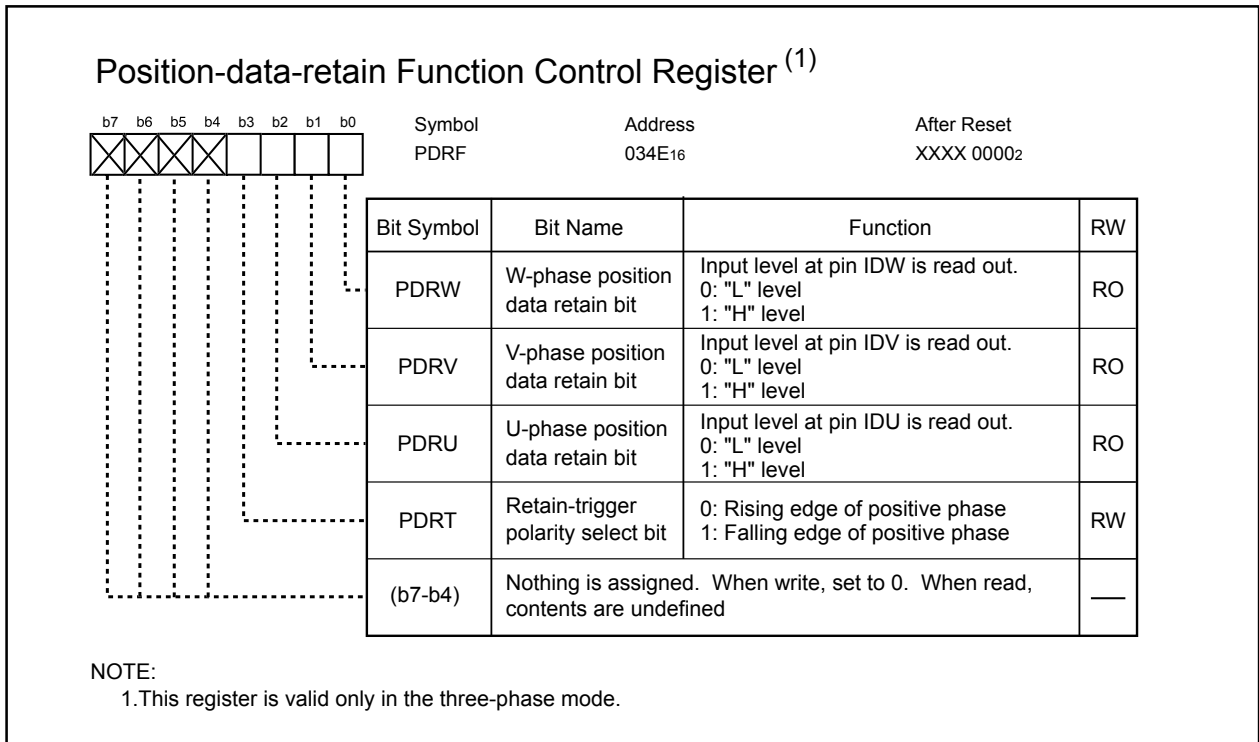 Position-data-retain Function Control Register (1)
b7 b6 b5 b4 b3 b2 b1 b0
Symbol Address After Reset
PDRF 034E16 XXXX 00002
Bit Symbol Bit Name Function RW
PDRW W-phase position data retain bit Input level at pin IDW is read out. RO
0: "L" level
1: "H" level
PDRV V-phase position data retain bit Input level at pin IDV is read out. RO
0: "L" level
1: "H" level
PDRU U-phase position data retain bit Input level at pin IDU is read out. RO
0: "L" level
1: "H" level
PDRT Retain-trigger polarity select bit 0: Rising edge of positive phase RW
1: Falling edge of positive phase
(b7-b4) Nothing is assigned. When write, set to 0. When read,
contents are undefined
NOTE:
1.This register is valid only in the three-phase mode.